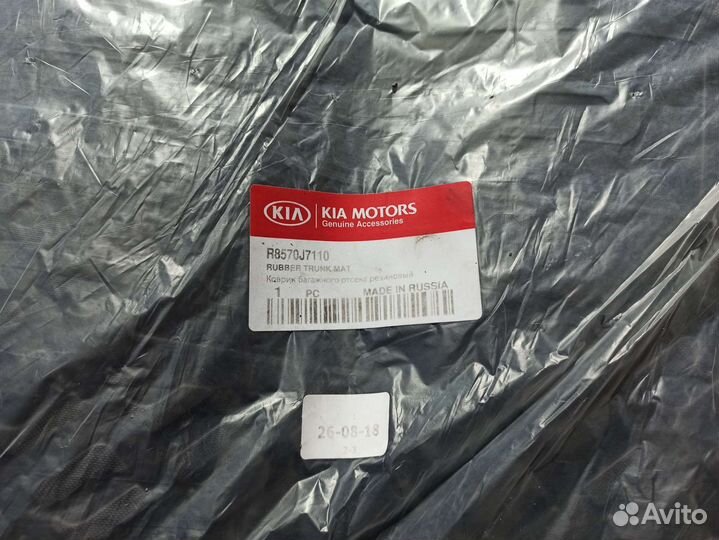 KIA KIA MOTORS
Genuine Accessories
R8570J7110
RUBBER TRUNK MAT
Коврик багажного отсека резиновый
1 PC MADE IN RUSSIA
26-08-18
Avito